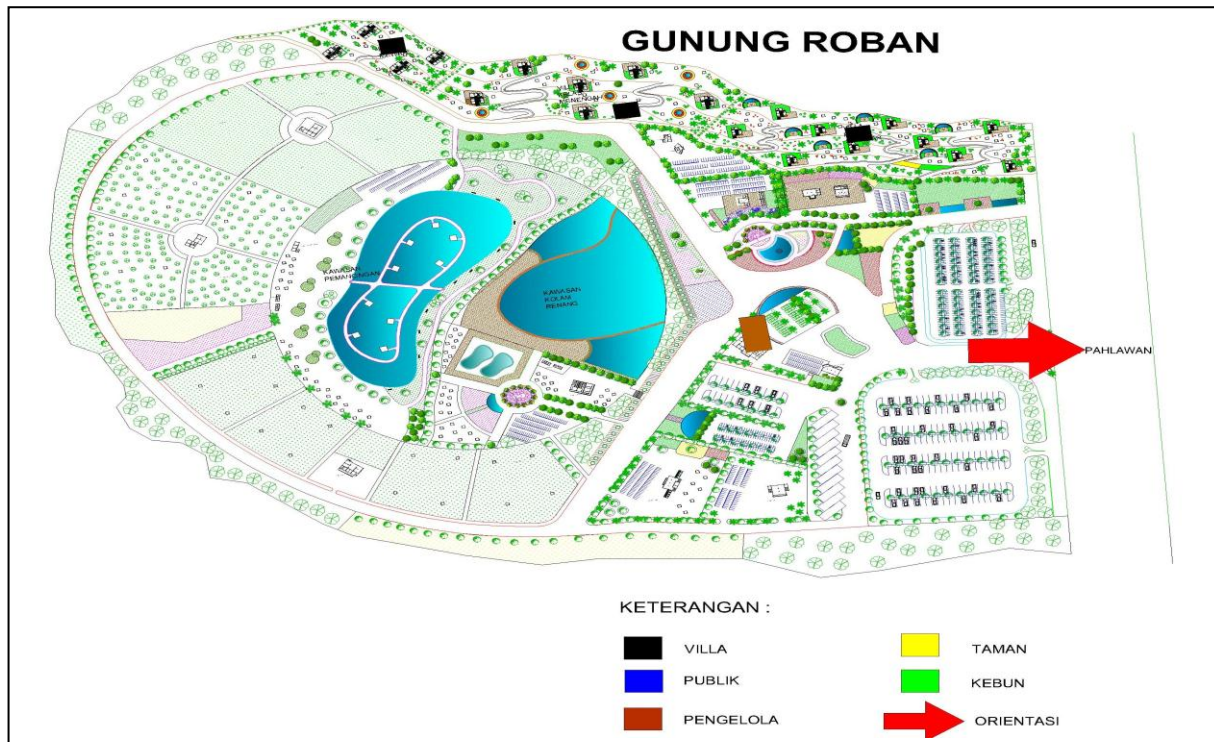 GUNUNG ROBAN
KAWASAN
PEMANCINGAN
KAWASAN
KOLAM
RENANG
PAHLAWAN
KETERANGAN :
VILLA
PUBLIK
PENGELOLA
TAMAN
KEBUN
ORIENTASI